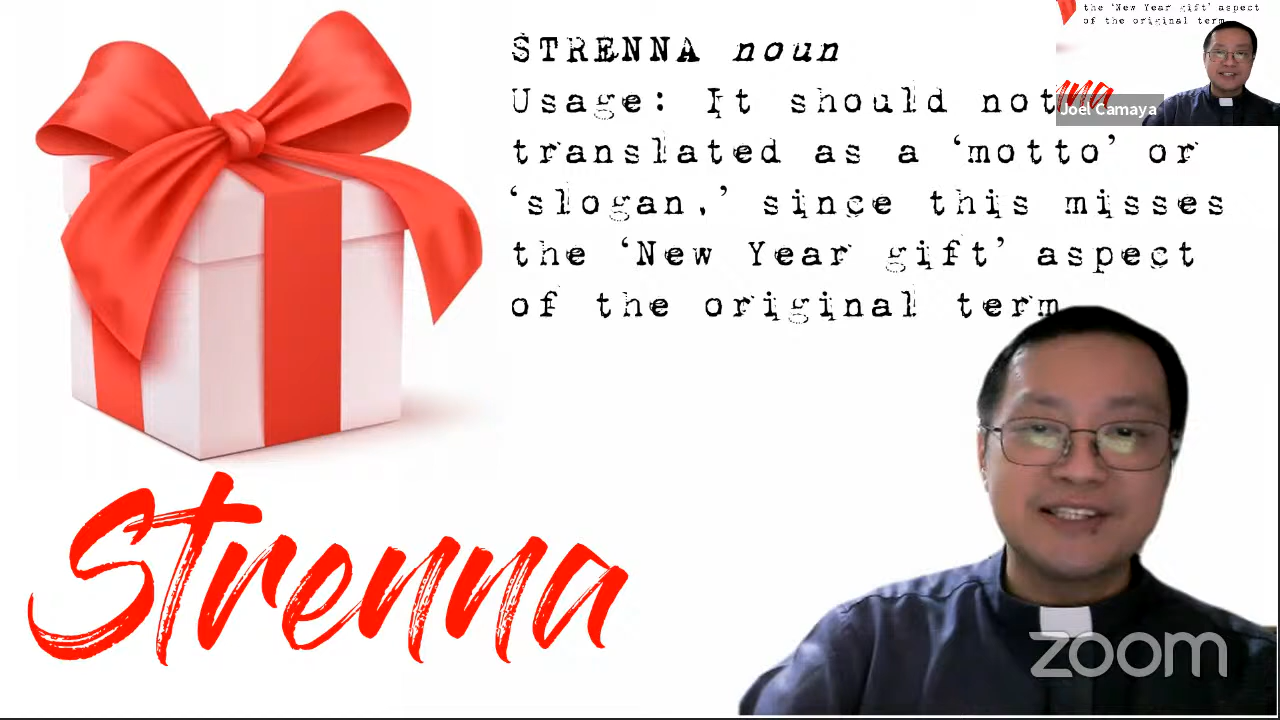 STRENNA noun
Usage: It should not
translated as a ‘motto’ or
‘slogan,’ since this misses
the ‘New Year gift’ aspect
of the original term
Strenna
the ‘New Year gift’ aspect
of the original term
nna
Joel Camaya
zoom